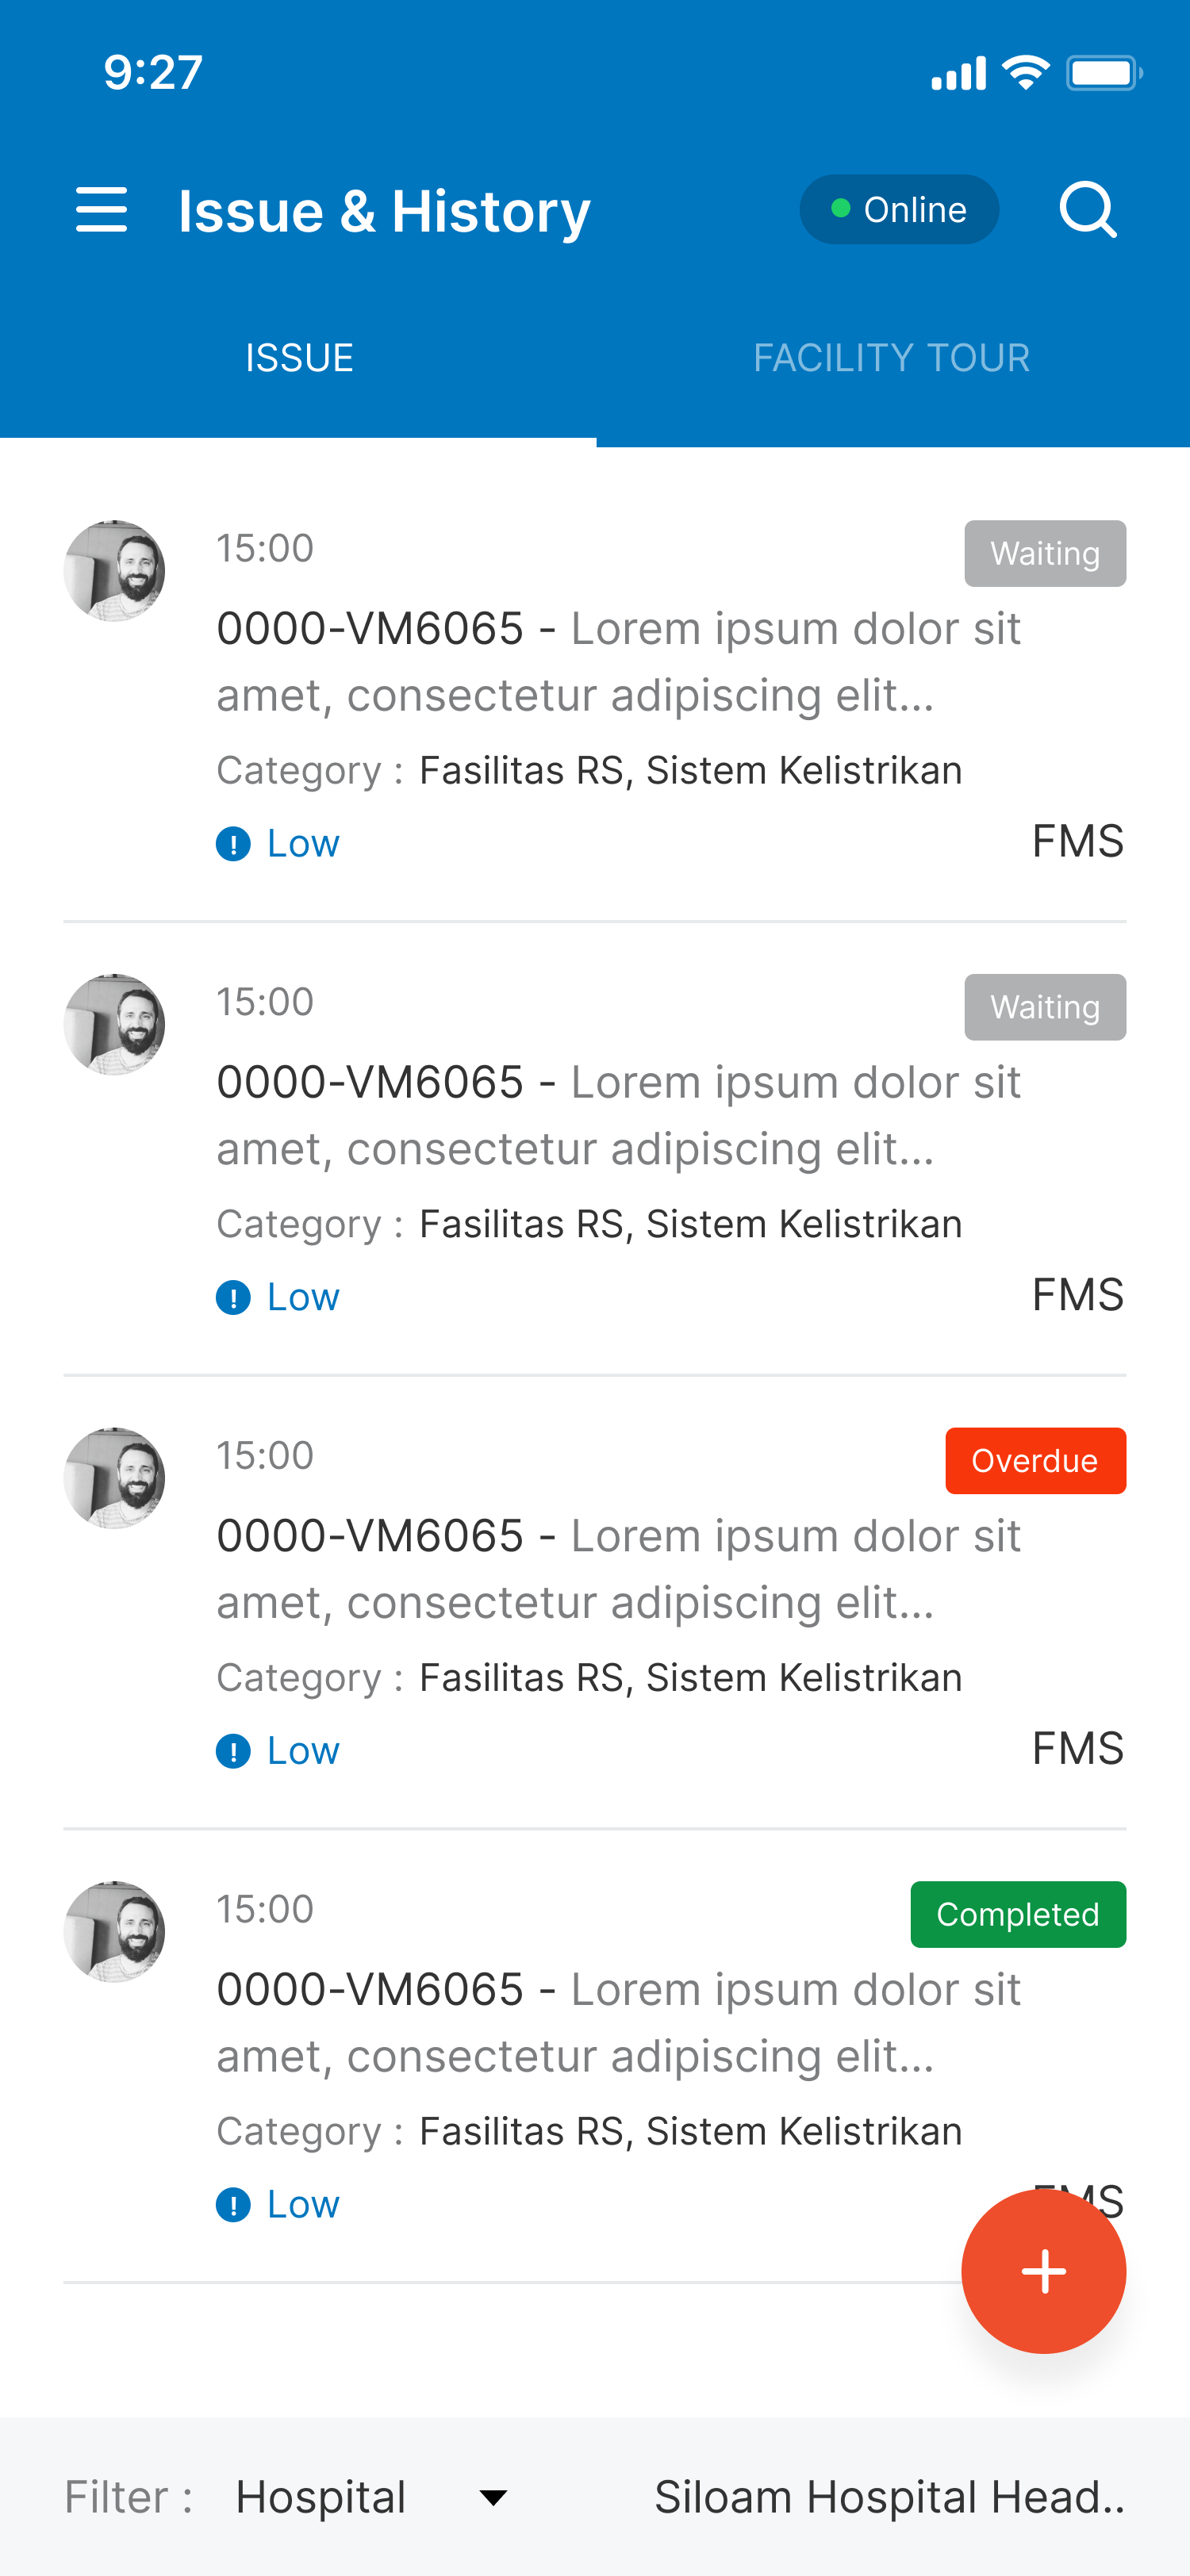 9:27
Issue & History
Online
ISSUE
FACILITY TOUR
15:00
Waiting
0000-VM6065 - Lorem ipsum dolor sit
amet, consectetur adipiscing elit...
Category : Fasilitas RS, Sistem Kelistrikan
Low
FMS
15:00
Waiting
0000-VM6065 - Lorem ipsum dolor sit
amet, consectetur adipiscing elit...
Category : Fasilitas RS, Sistem Kelistrikan
Low
FMS
15:00
Overdue
0000-VM6065 - Lorem ipsum dolor sit
amet, consectetur adipiscing elit...
Category : Fasilitas RS, Sistem Kelistrikan
Low
FMS
15:00
Completed
0000-VM6065 - Lorem ipsum dolor sit
amet, consectetur adipiscing elit...
Category : Fasilitas RS, Sistem Kelistrikan
Low
FMS
Filter : Hospital
Siloam Hospital Head..